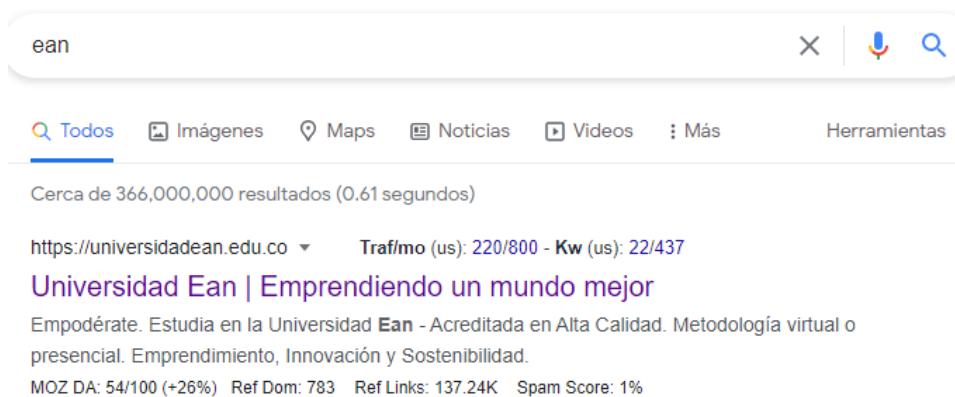 ean
Todos Imágenes Maps Noticias Videos Más Herramientas
Cerca de 366,000,000 resultados (0.61 segundos)
https://universidadean.edu.co Traf/mo (us): 220/800 - Kw (us): 22/437
Universidad Ean | Emprendiendo un mundo mejor
Empodérate. Estudia en la Universidad Ean - Acreditada en Alta Calidad. Metodología virtual o
presencial. Emprendimiento, Innovación y Sostenibilidad.
MOZ DA: 54/100 (+26%) Ref Dom: 783 Ref Links: 137.24K Spam Score: 1%